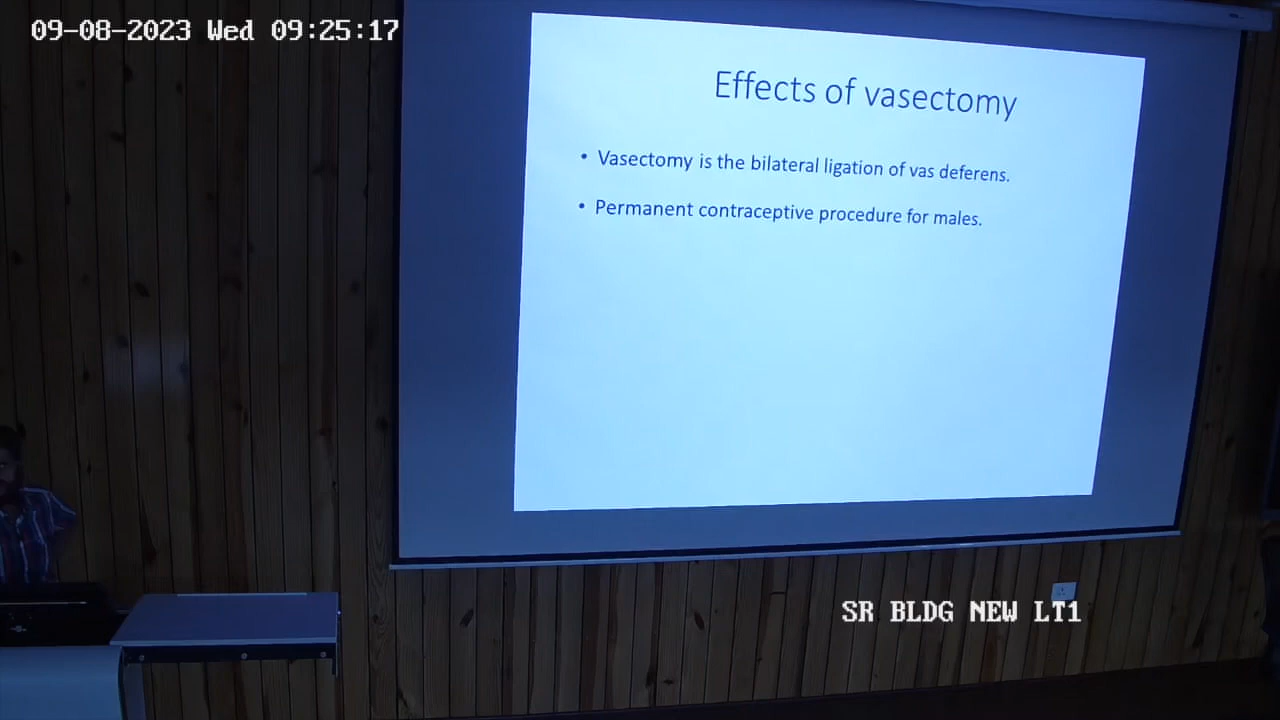 09-08-2023 Wed 09:25:17
Effects of vasectomy
• Vasectomy is the bilateral ligation of vas deferens.
• Permanent contraceptive procedure for males.
SR BLDG NEW LT1